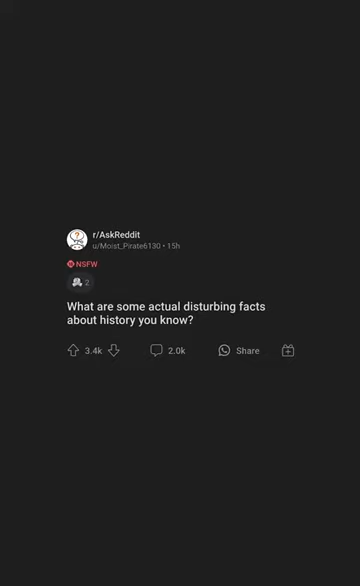 r/AskReddit
u/Moist_Pirate6130 • 15h
NSFW
2
What are some actual disturbing facts
about history you know?
3.4k 2.0k Share